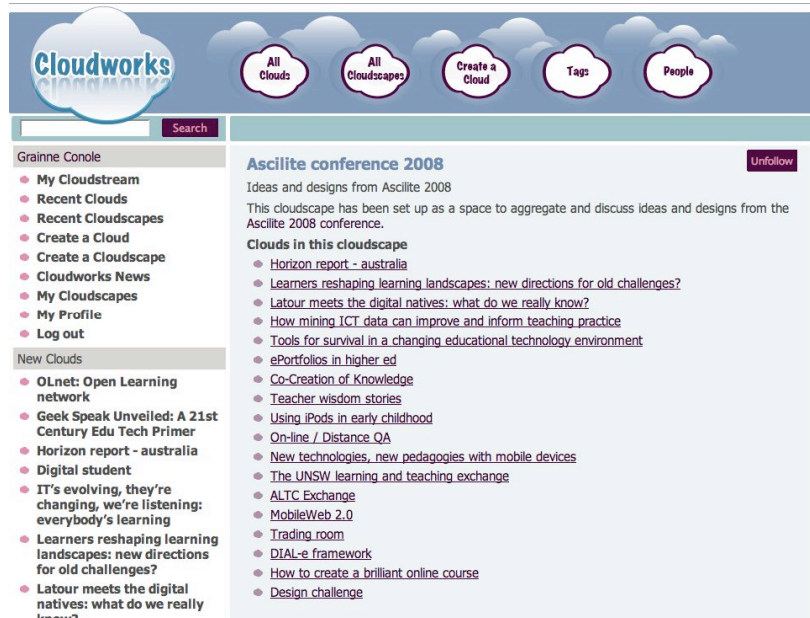 Cloudworks
All
Clouds
All
Cloudscapes
Create a
Cloud
Tags
People
Search
Grainne Conole
My Cloudstream
Recent Clouds
Recent Cloudscapes
Create a Cloud
Create a Cloudscape
Cloudworks News
My Cloudscapes
My Profile
Log out
New Clouds
OLnet: Open Learning
network
Geek Speak Unveiled: A 21st
Century Edu Tech Primer
Horizon report - australia
Digital student
IT's evolving, they're
changing, we're listening:
everybody's learning
Learners reshaping learning
landscapes: new directions
for old challenges?
Latour meets the digital
natives: what do we really
know?
Ascilite conference 2008
Unfollow
Ideas and designs from Ascilite 2008
This cloudscape has been set up as a space to aggregate and discuss ideas and designs from the
Ascilite 2008 conference.
Clouds in this cloudscape
Horizon report - australia
Learners reshaping learning landscapes: new directions for old challenges?
Latour meets the digital natives: what do we really know?
How mining ICT data can improve and inform teaching practice
Tools for survival in a changing educational technology environment
ePortfolios in higher ed
Co-Creation of Knowledge
Teacher wisdom stories
Using iPods in early childhood
On-line / Distance QA
New technologies, new pedagogies with mobile devices
The UNSW learning and teaching exchange
ALTC Exchange
MobileWeb 2.0
Trading room
DIAL-e framework
How to create a brilliant online course
Design challenge